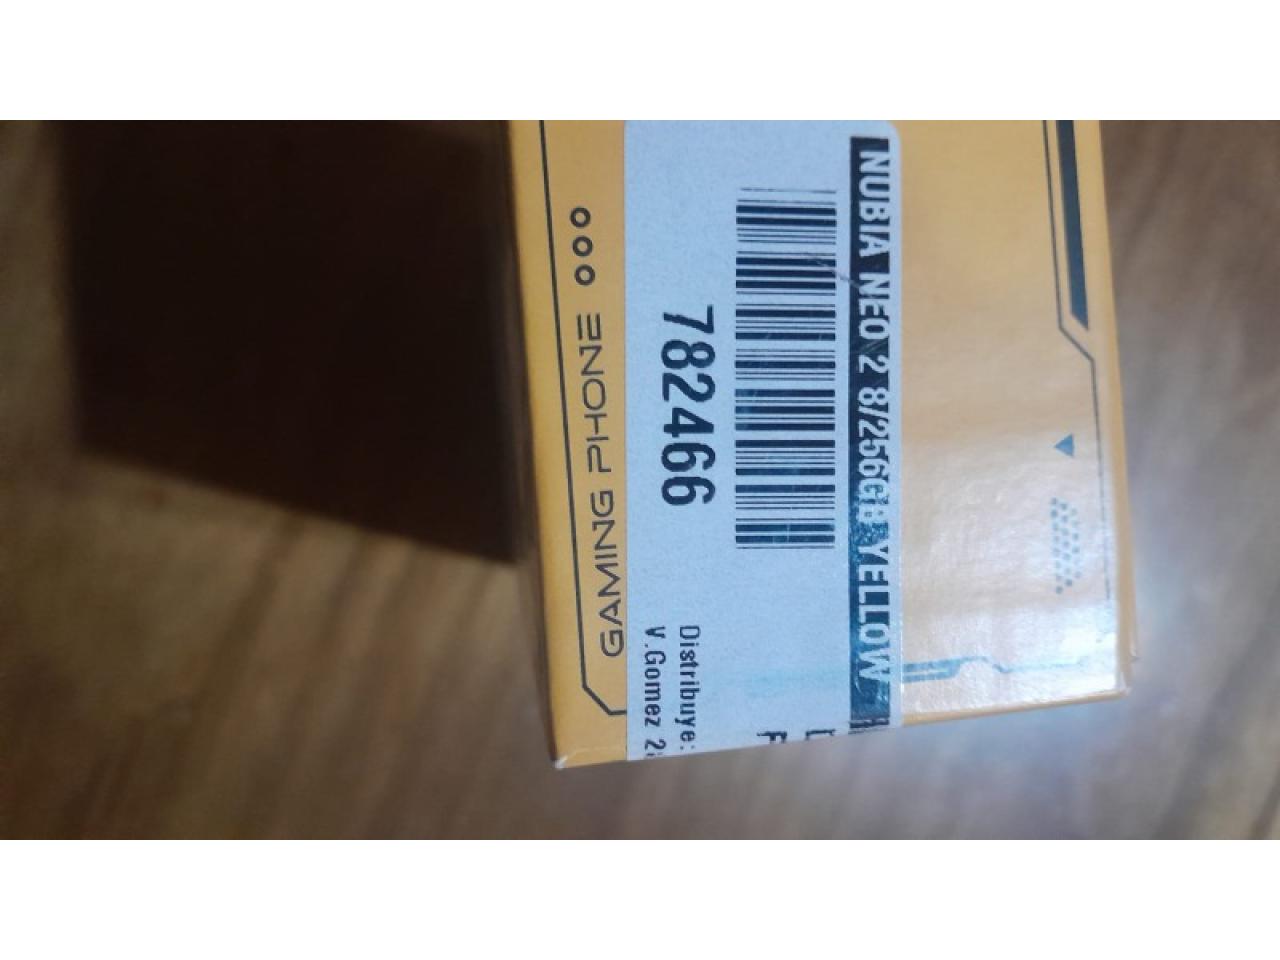 NUBIA NEO 2 8/256GB YELLOW
782466
Distribuye:
V.Gomez
GAMING PHONE